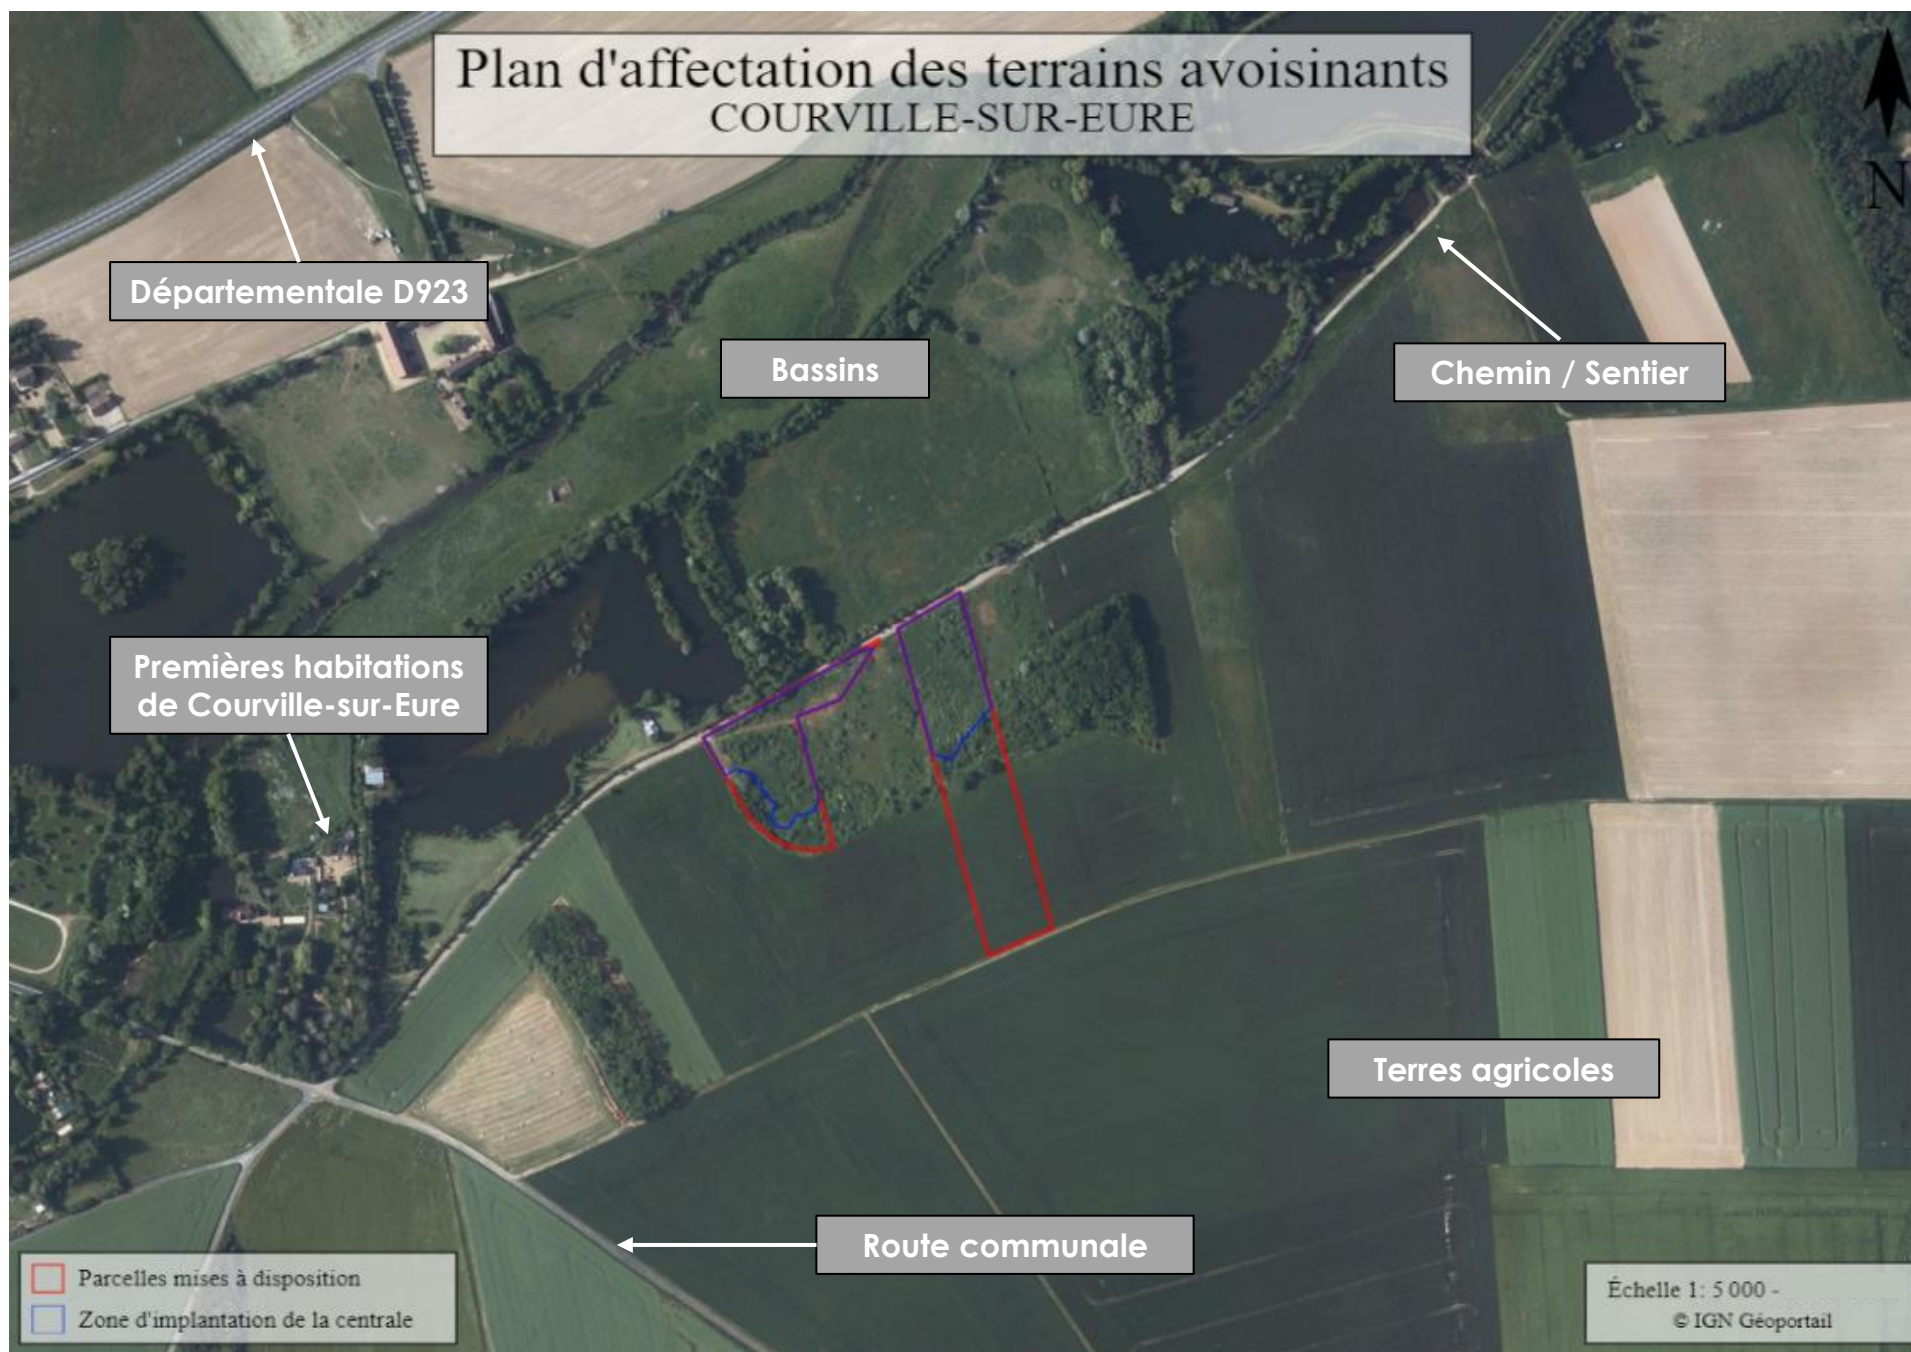 Plan d'affectation des terrains avoisinants
COURVILLE-SUR-EURE
N
Départementale D923
Bassins
Chemin / Sentier
Premières habitations
de Courville-sur-Eure
Terres agricoles
Route communale
Parcelles mises à disposition
Zone d'implantation de la centrale
Échelle 1: 5 000 -
© IGN Géoportail